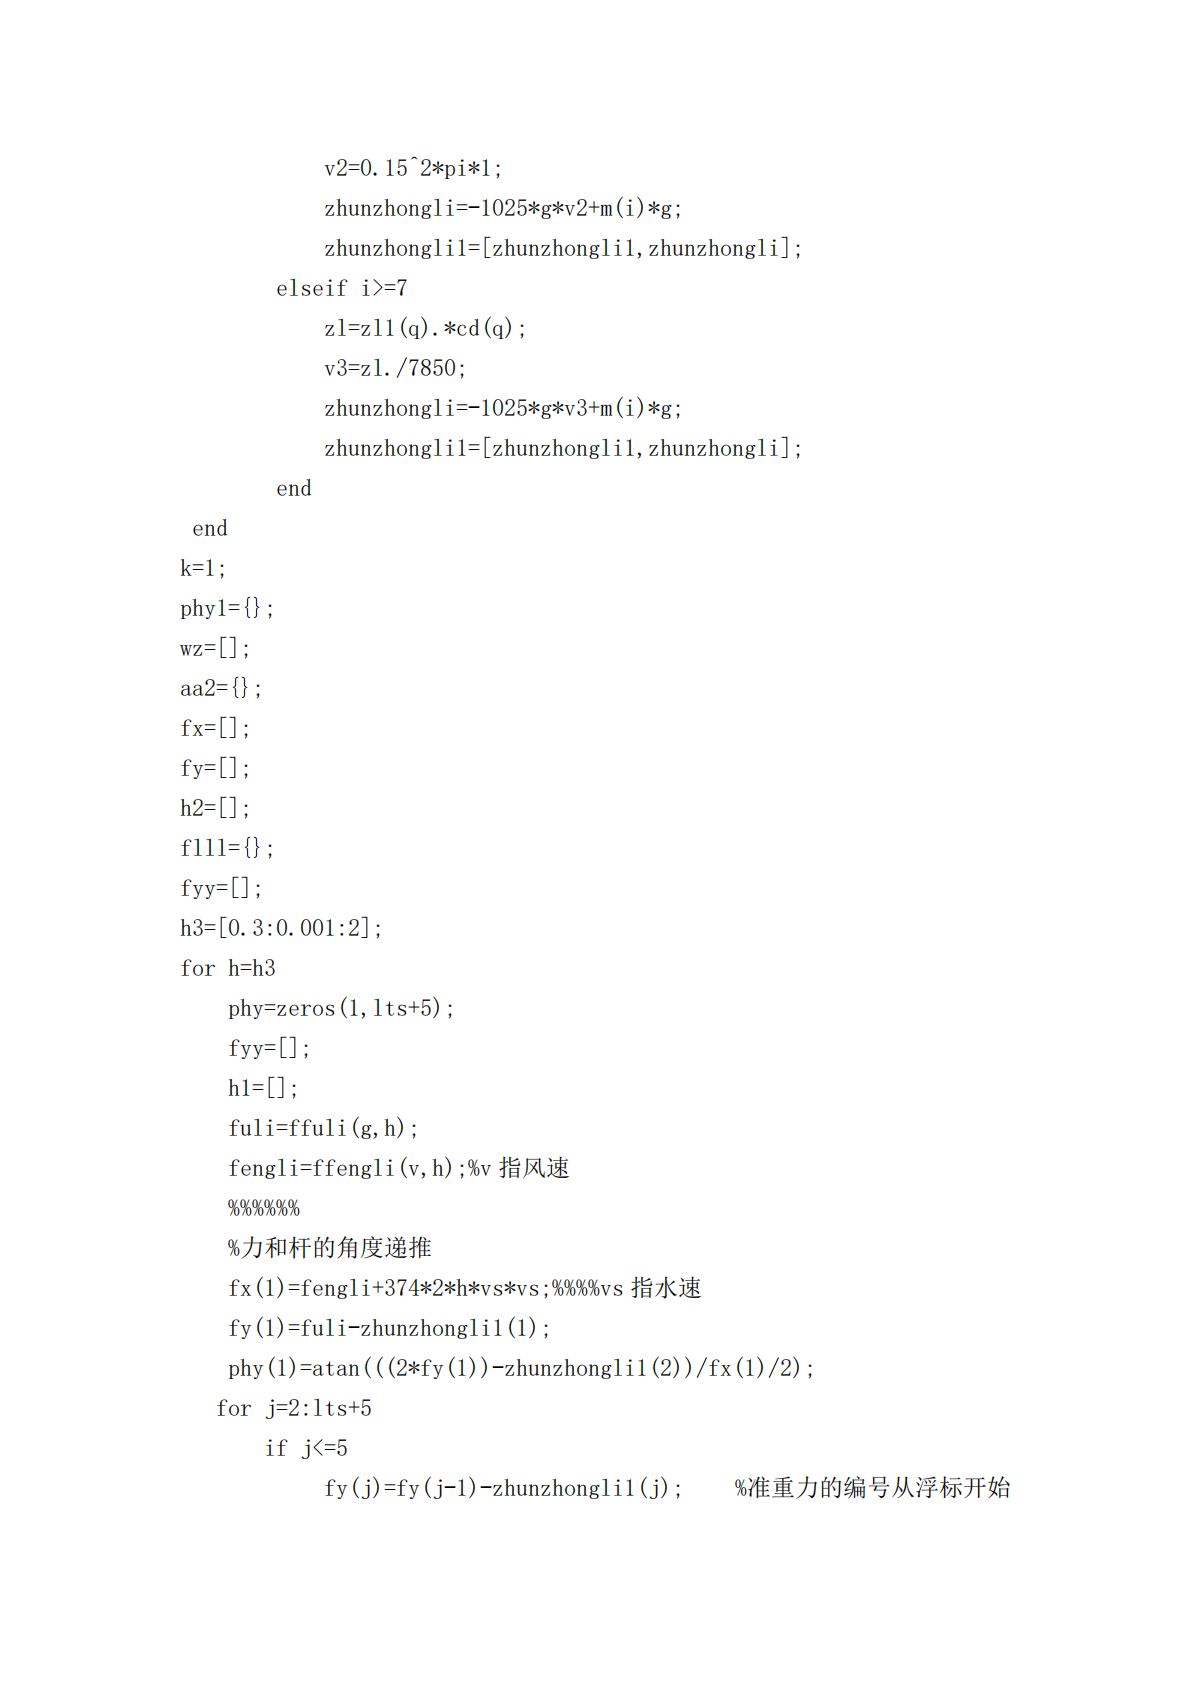 v2=0.15^2*pi*1;
zhunzhongli=-1025*g*v2+m(i)*g;
zhunzhongli1=[zhunzhongli1,zhunzhongli];
elseif i>=7
zl=zl1(q).*cd(q);
v3=zl./7850;
zhunzhongli=-1025*g*v3+m(i)*g;
zhunzhongli1=[zhunzhongli1,zhunzhongli];
end
end
k=1;
phy1={};
wz=[];
aa2={};
fx=[];
fy=[];
h2=[];
flll={};
fyy=[];
h3=[0.3:0.001:2];
for h=h3
phy=zeros(1,lts+5);
fyy=[];
h1=[];
fuli=ffuli(g,h);
fengli=ffengli(v,h);%v 指风速
%%%%%%
%力和杆的角度递推
fx(1)=fengli+374*2*h*vs*vs;%%%%vs 指水速
fy(1)=fuli-zhunzhongli1(1);
phy(1)=atan(((2*fy(1))-zhunzhongli1(2))/fx(1)/2);
for j=2:lts+5
if j<=5
fy(j)=fy(j-1)-zhunzhongli1(j); %准重力的编号从浮标开始